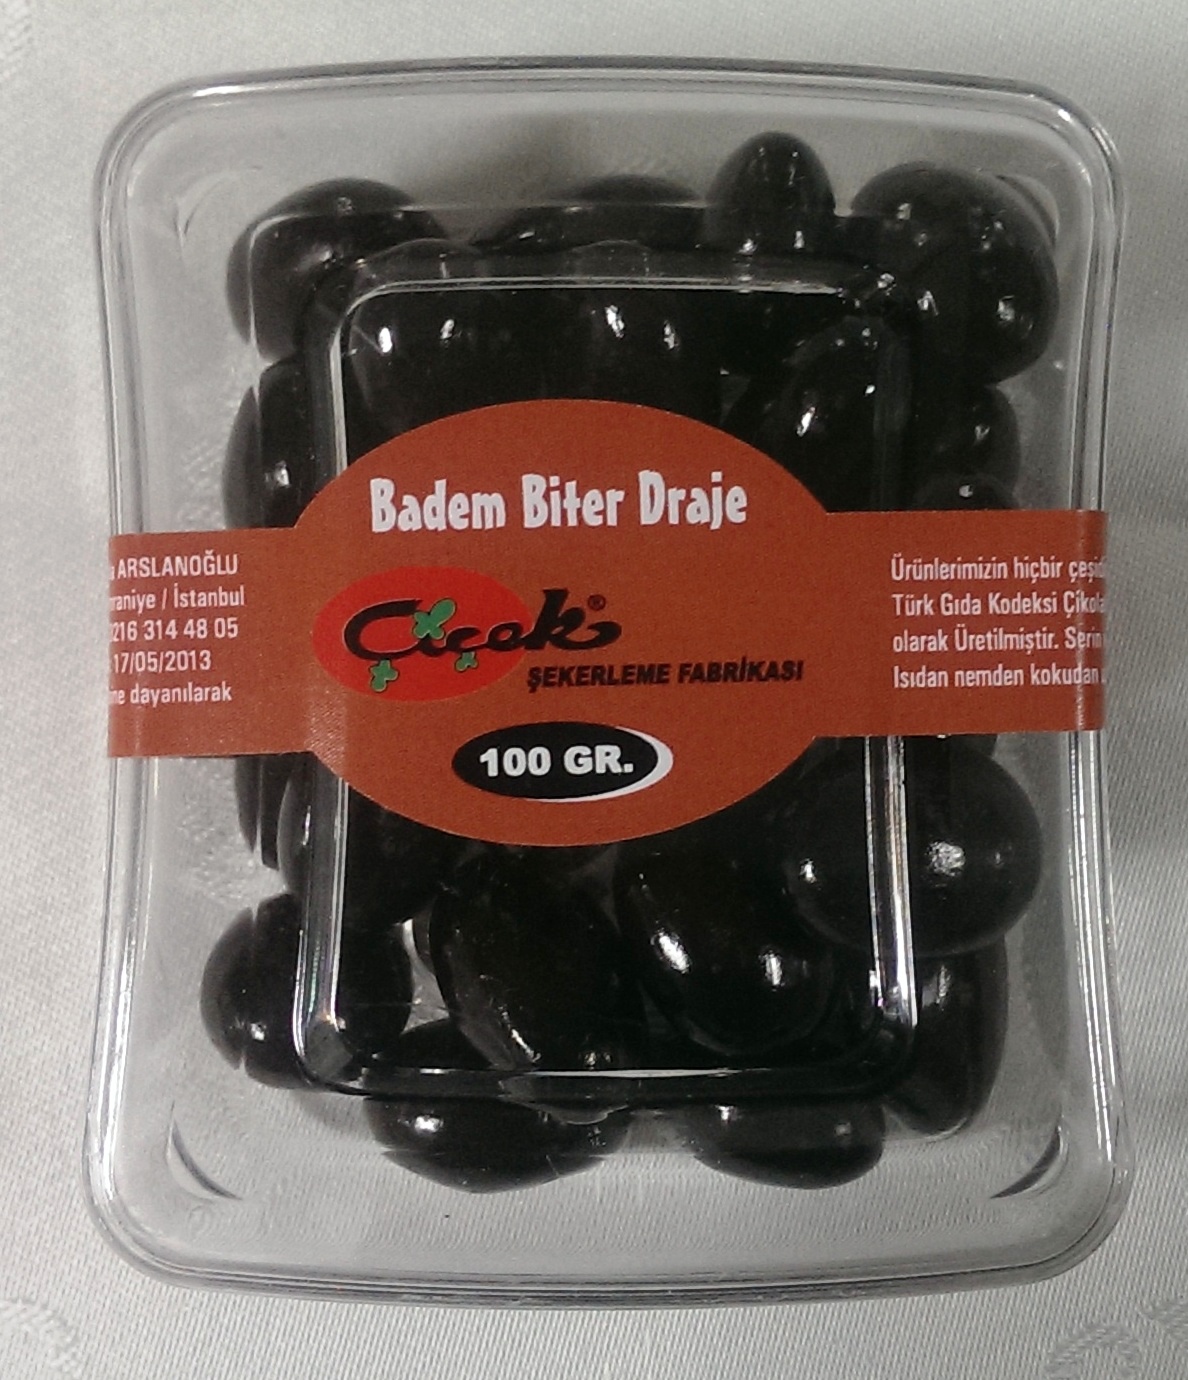 Badem Biter Draje
Çiçek®
ŞEKERLEME FABRİKASI
100 GR.
ARSLANOĞLU
/ İstanbul
216 314 48 05
17/05/2013
dayanılarak
Ürünlerimizin hiçbir
Türk Gıda Kodeksi
olarak Üretilmiştir. Serin
Isıdan nemden kokudan